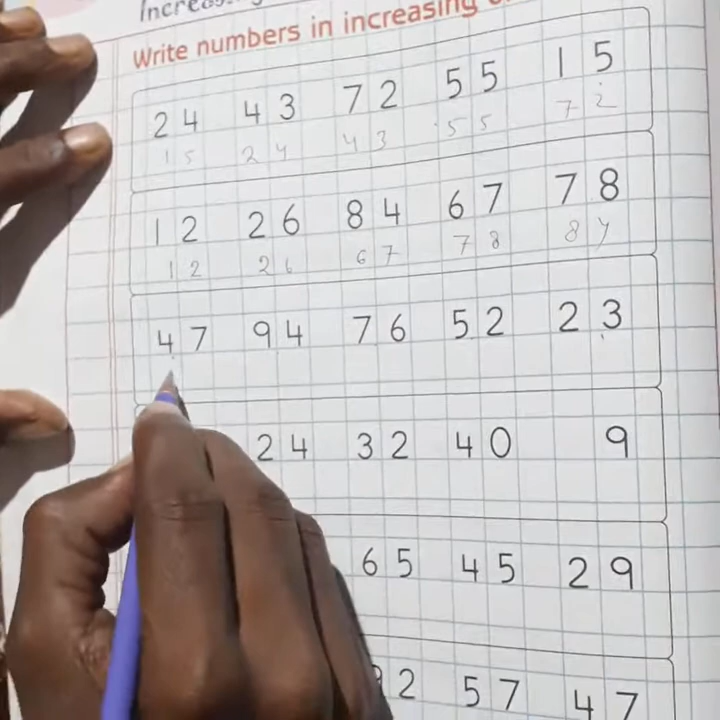 Write numbers in increasing
24 43 72 55 15
15 24 43 55 72
12 26 84 67 78
12 26 67 78 84
47 94 76 52 23
24 32 40 9
65 45 29
2 57 47